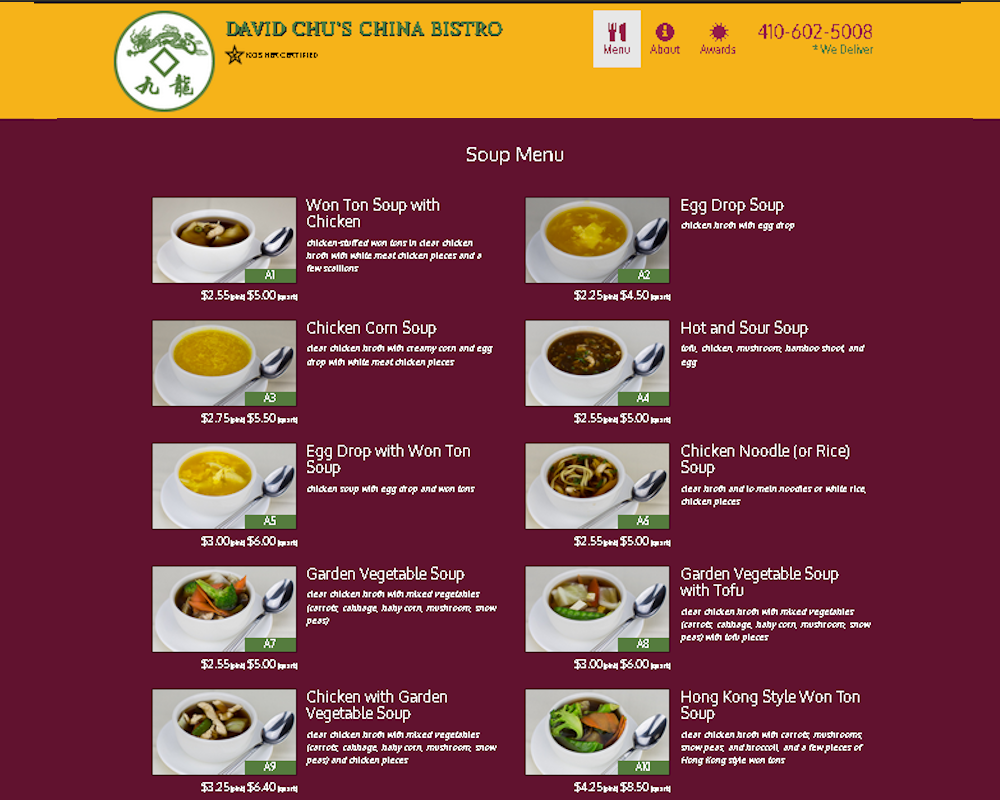 DAVID CHU'S CHINA BISTRO
KOSHER CERTIFIED
九 龍
Menu
About
Awards
410-602-5008
* We Deliver
Soup Menu
Won Ton Soup with
Chicken
chicken-stuffed won tons in clear chicken
broth with white meat chicken pieces and a
few scallions
A1
$2.55(pint) $5.00 (quart)
Egg Drop Soup
chicken broth with egg drop
A2
$2.25(pint) $4.50 (quart)
Chicken Corn Soup
clear chicken broth with creamy corn and egg
drop with white meat chicken pieces
A3
$2.75(pint) $5.50 (quart)
Hot and Sour Soup
tofu, chicken, mushroom, bamboo shoot, and
egg
A4
$2.55(pint) $5.00 (quart)
Egg Drop with Won Ton
Soup
chicken soup with egg drop and won tons
A5
$3.00(pint) $6.00 (quart)
Chicken Noodle (or Rice)
Soup
clear broth and lo mein noodles or white rice,
chicken pieces
A6
$2.55(pint) $5.00 (quart)
Garden Vegetable Soup
clear chicken broth with mixed vegetables
(carrots, cabbage, baby corn, mushroom, snow
peas)
A7
$2.55(pint) $5.00 (quart)
Garden Vegetable Soup
with Tofu
clear chicken broth with mixed vegetables
(carrots, cabbage, baby corn, mushroom, snow
peas) with tofu pieces
A8
$3.00(pint) $6.00 (quart)
Chicken with Garden
Vegetable Soup
clear chicken broth with mixed vegetables
(carrots, cabbage, baby corn, mushroom, snow
peas) and chicken pieces
A9
$3.25(pint) $6.40 (quart)
Hong Kong Style Won Ton
Soup
clear chicken broth with carrots, mushrooms,
snow peas, and broccoli, and a few pieces of
Hong Kong style won tons
A10
$4.25(pint) $8.50 (quart)